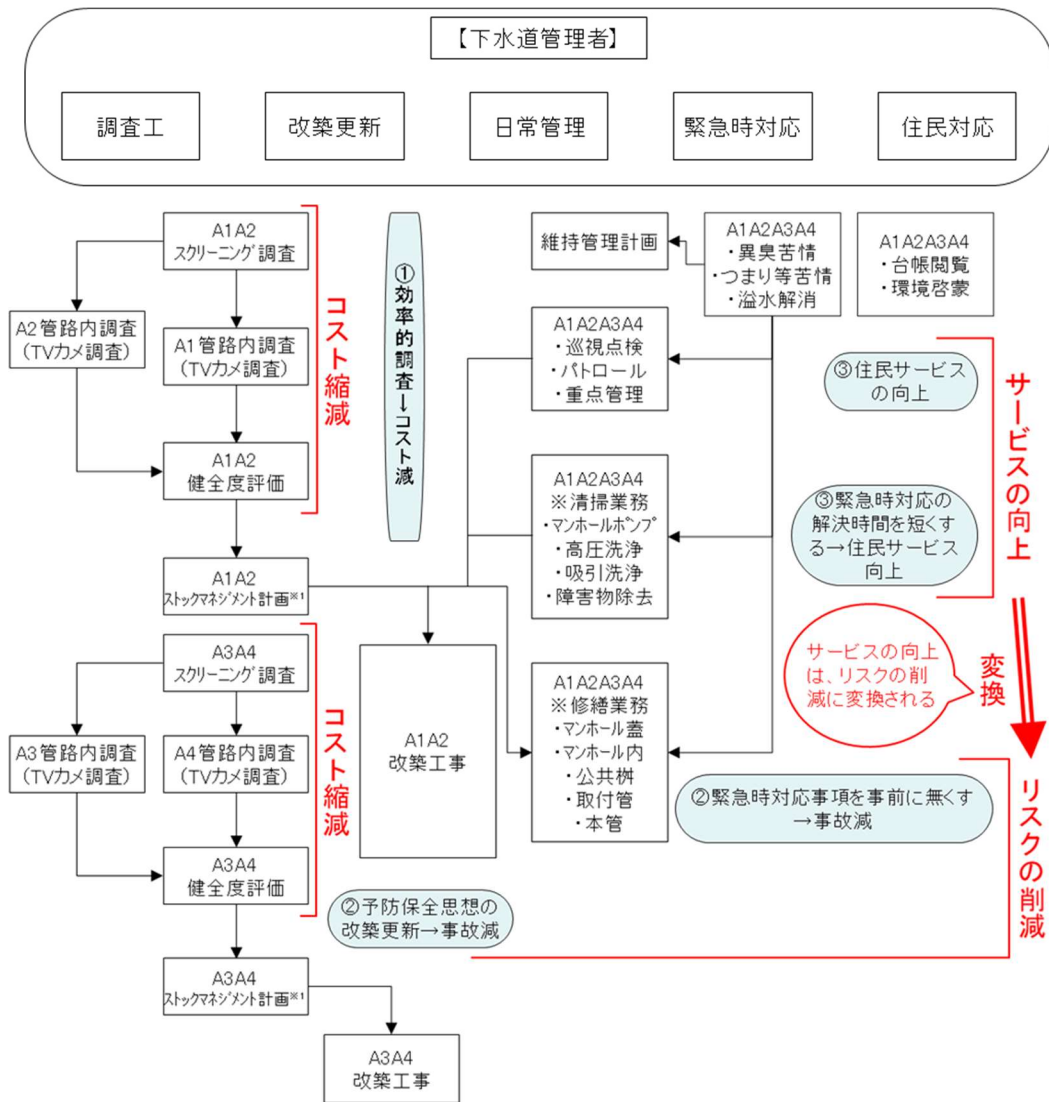 【下水道管理者】
調査工
改築更新
日常管理
緊急時対応
住民対応
A1A2
スクリーニング調査
A2管路内調査
(TVカメ調査)
A1管路内調査
(TVカメ調査)
A1A2
健全度評価
A1A2
ストックマネジメント計画※1
コスト縮減
①効率的調査→コスト減
A3A4
スクリーニング調査
A3管路内調査
(TVカメ調査)
A4管路内調査
(TVカメ調査)
A3A4
健全度評価
A3A4
ストックマネジメント計画※1
コスト縮減
A3A4
改築工事
A1A2
改築工事
②予防保全思想の
改築更新→事故減
維持管理計画
A1A2A3A4
・巡視点検
・パトロール
・重点管理
A1A2A3A4
※清掃業務
・マンホールポンプ
・高圧洗浄
・吸引洗浄
・障害物除去
A1A2A3A4
※修繕業務
・マンホール蓋
・マンホール内
・公共桝
・取付管
・本管
A1A2A3A4
・異臭苦情
・つまり等苦情
・溢水解消
A1A2A3A4
・台帳閲覧
・環境啓蒙
③住民サービス
の向上
③緊急時対応の
解決時間を短くす
る→住民サービス
向上
サービスの向上
サービスの向上
は、リスクの削
減に変換される
変換
②緊急時対応事項を事前に無くす
→事故減
リスクの削減